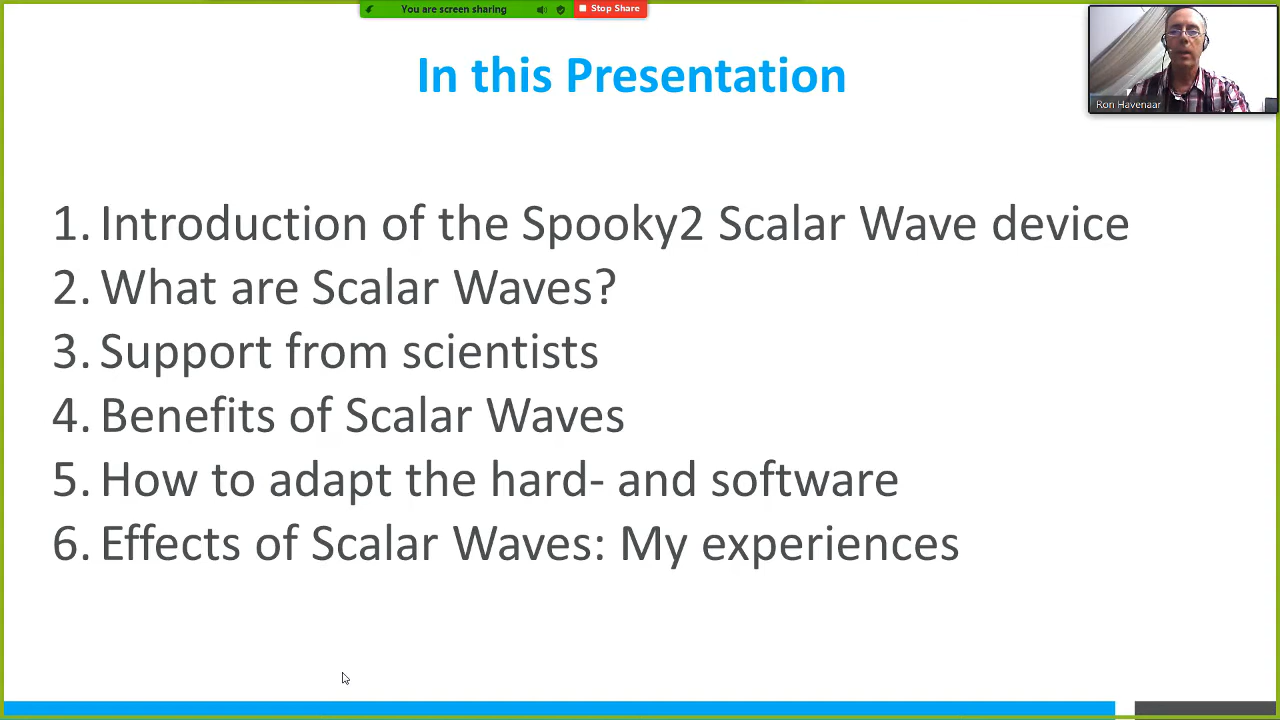 You are screen sharing
Stop Share
In this Presentation
Ron Havenaar
1. Introduction of the Spooky2 Scalar Wave device
2. What are Scalar Waves?
3. Support from scientists
4. Benefits of Scalar Waves
5. How to adapt the hard- and software
6. Effects of Scalar Waves: My experiences